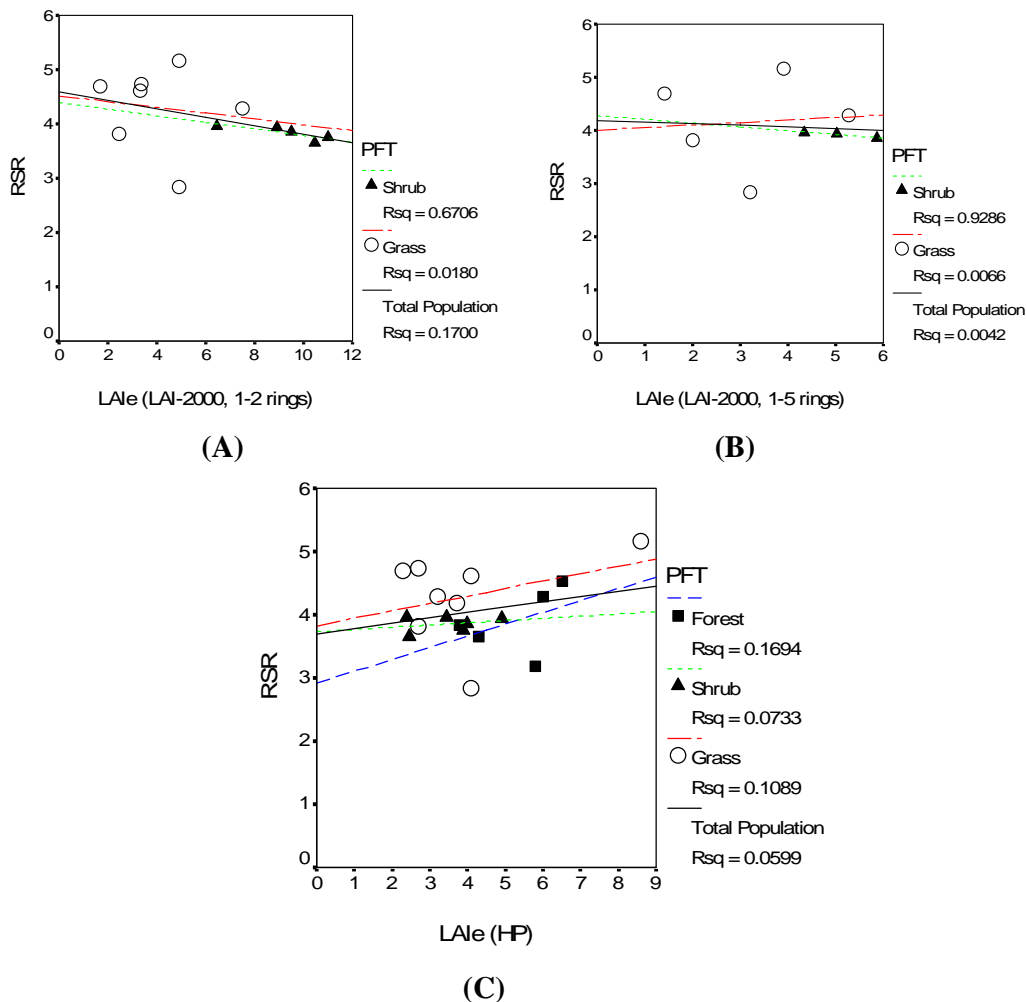 6
5
4
3
2
1
0
RSR
0 2 4 6 8 10 12
LAIe (LAI-2000, 1-2 rings)
PFT
Shrub
Rsq = 0.6706
Grass
Rsq = 0.0180
Total Population
Rsq = 0.1700
(A)
6
5
4
3
2
1
0
RSR
0 1 2 3 4 5 6
LAIe (LAI-2000, 1-5 rings)
PFT
Shrub
Rsq = 0.9286
Grass
Rsq = 0.0066
Total Population
Rsq = 0.0042
(B)
6
5
4
3
2
1
0
RSR
0 1 2 3 4 5 6 7 8 9
LAIe (HP)
PFT
Forest
Rsq = 0.1694
Shrub
Rsq = 0.0733
Grass
Rsq = 0.1089
Total Population
Rsq = 0.0599
(C)